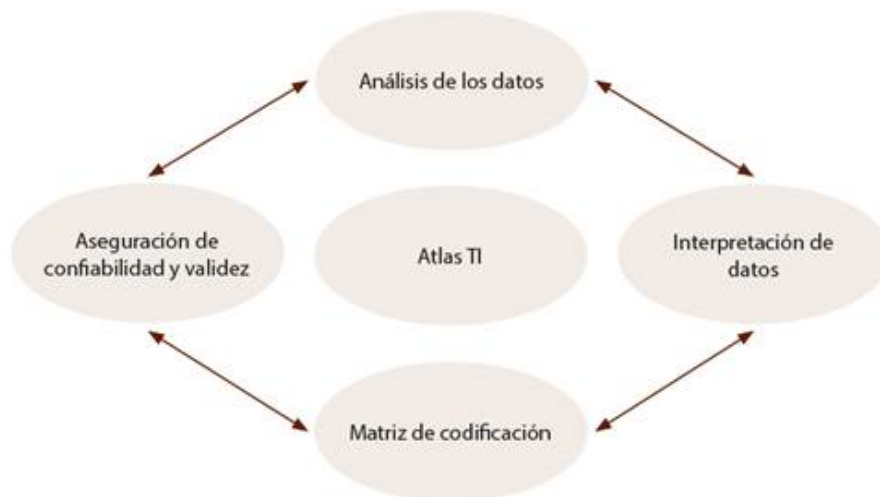 Análisis de los datos
Aseguración de
confiabilidad y validez
Atlas TI
Interpretación de
datos
Matriz de codificación